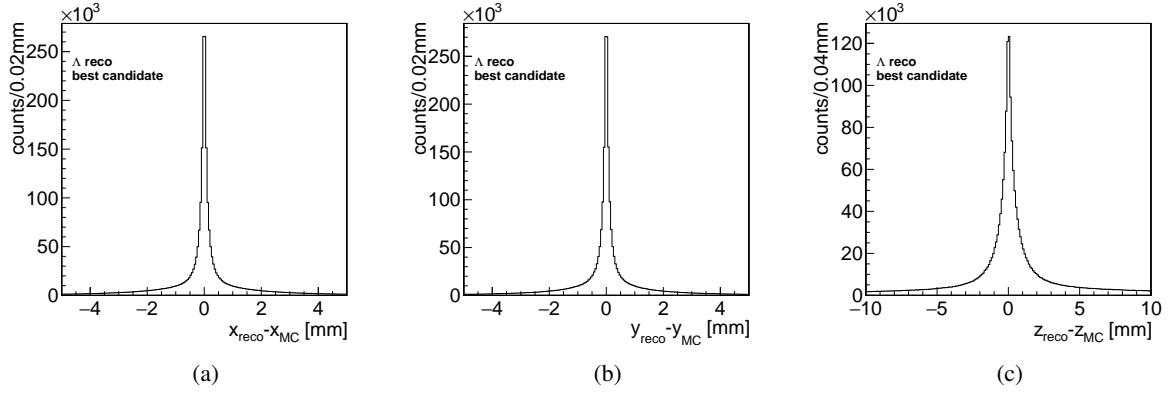 ×10³
counts/0.02mm
250
200
150
100
50
0
Λ reco
best candidate
−4 −2 0 2 4
x_reco-x_MC [mm]
(a)
×10³
counts/0.02mm
250
200
150
100
50
0
Λ reco
best candidate
−4 −2 0 2 4
y_reco-y_MC [mm]
(b)
×10³
counts/0.04mm
120
100
80
60
40
20
0
Λ reco
best candidate
−10 −5 0 5 10
z_reco-z_MC [mm]
(c)